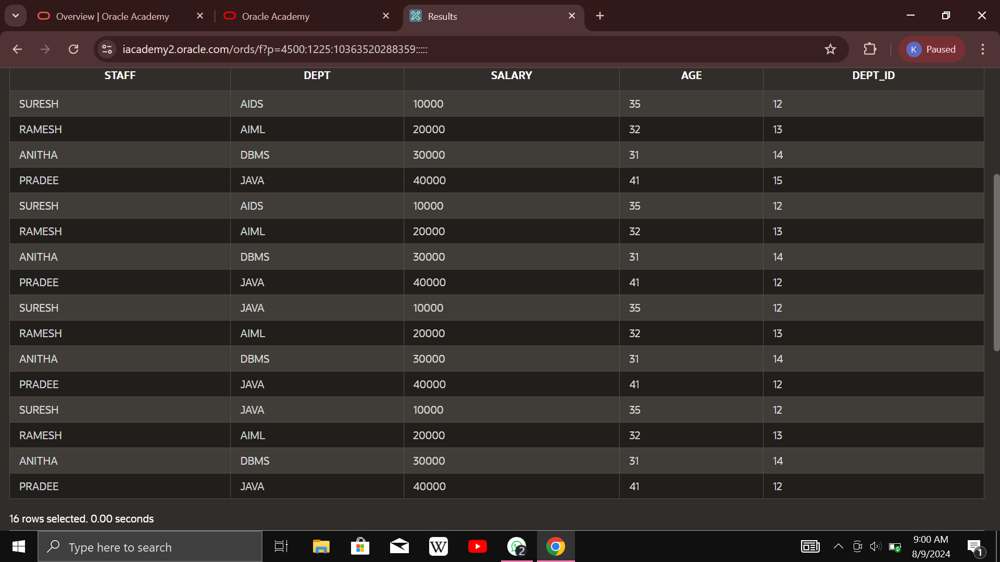 Overview | Oracle Academy
Oracle Academy
Results
iacademy2.oracle.com/ords/f?p=4500:1225:10363520288359:::::
K Paused
STAFF DEPT SALARY AGE DEPT_ID
SURESH AIDS 10000 35 12
RAMESH AIML 20000 32 13
ANITHA DBMS 30000 31 14
PRADEE JAVA 40000 41 15
SURESH AIDS 10000 35 12
RAMESH AIML 20000 32 13
ANITHA DBMS 30000 31 14
PRADEE JAVA 40000 41 12
SURESH JAVA 10000 35 12
RAMESH AIML 20000 32 13
ANITHA DBMS 30000 31 14
PRADEE JAVA 40000 41 12
SURESH JAVA 10000 35 12
RAMESH AIML 20000 32 13
ANITHA DBMS 30000 31 14
PRADEE JAVA 40000 41 12
16 rows selected. 0.00 seconds
Type here to search
W
2
9:00 AM
8/9/2024
1